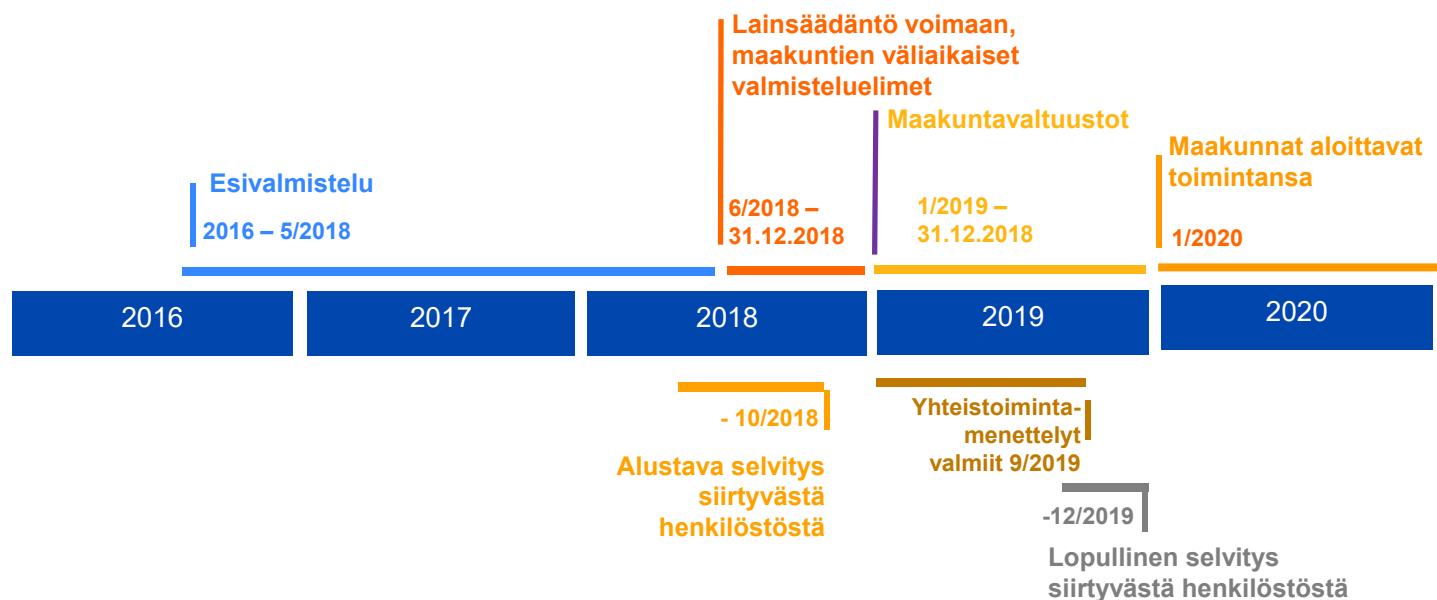 Lainsäädäntö voimaan,
maakuntien väliaikaiset
valmisteluelimet
Maakuntavaltuustot
Maakunnat aloittavat
toimintansa
Esivalmistelu
2016 – 5/2018
6/2018 –
31.12.2018
1/2019 –
31.12.2018
1/2020
2016
2017
2018
2019
2020
- 10/2018
Alustava selvitys
siirtyvästä
henkilöstöstä
Yhteistoiminta-
menettelyt
valmiit 9/2019
-12/2019
Lopullinen selvitys
siirtyvästä henkilöstöstä